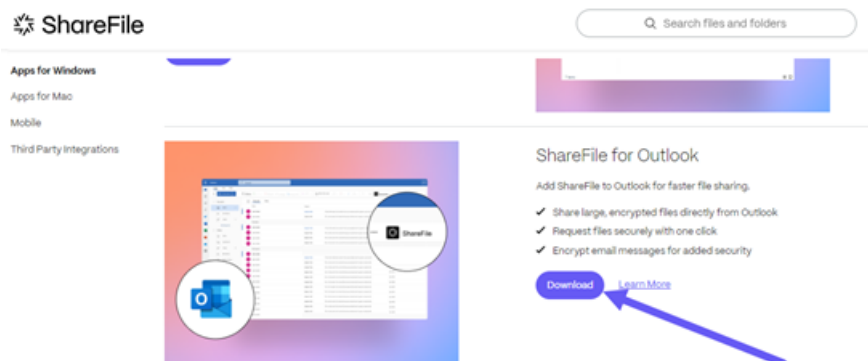 ShareFile
Search files and folders
Apps for Windows
Apps for Mac
Mobile
Third Party Integrations
ShareFile for Outlook
Add ShareFile to Outlook for faster file sharing.
✓ Share large, encrypted files directly from Outlook
✓ Request files securely with one click
✓ Encrypt email messages for added security
ShareFile
O
Download Learn More